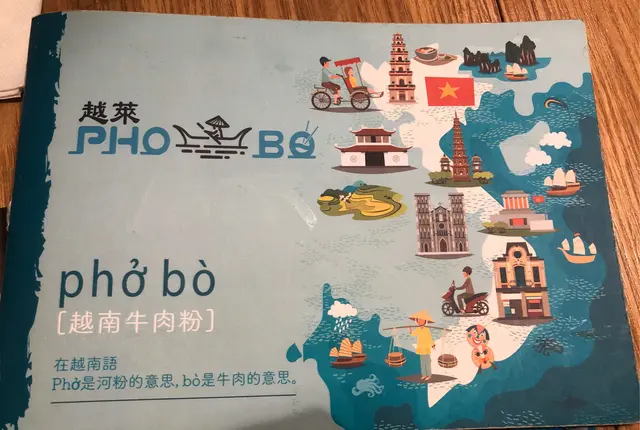 越萊
PHO BO
phở bò
[越南牛肉粉]
在越南語
Phở是河粉的意思, bò是牛肉的意思。